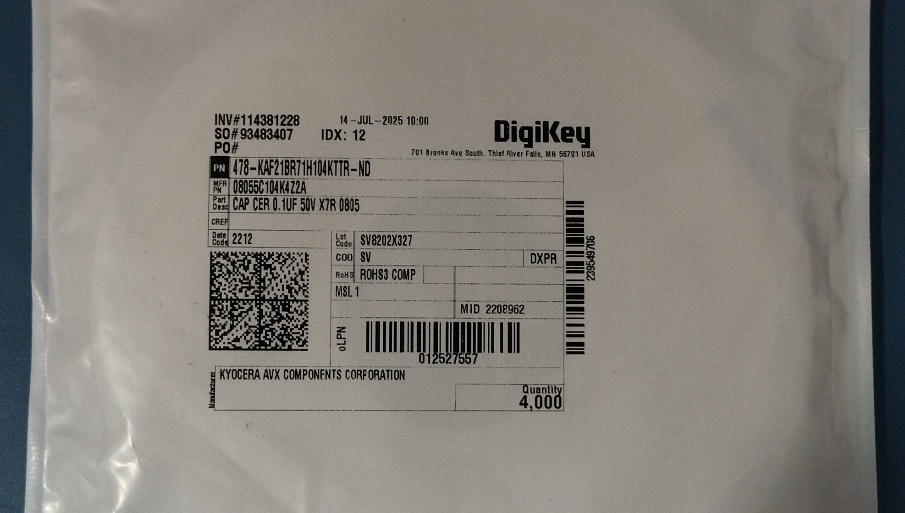 INV#114381228 14-JUL-2025 10:00
SO#93483407 IDX: 12
PO#
DigiKey
701 Brooks Ave South, Thief River Falls, MN 56701 USA
PN 478-KAF21BR71H104KTTR-ND
MFR PN 08055C104K4Z2A
Part Desc CAP CER 0.1UF 50V X7R 0805
CREF
Date Code 2212
Lot Code SV8202X327
COO SV DXPR
RoHS ROHS3 COMP
MSL 1
MID 2208962
oLPN
012527557
239549706
Manufacturer KYOCERA AVX COMPONENTS CORPORATION
Quantity
4,000